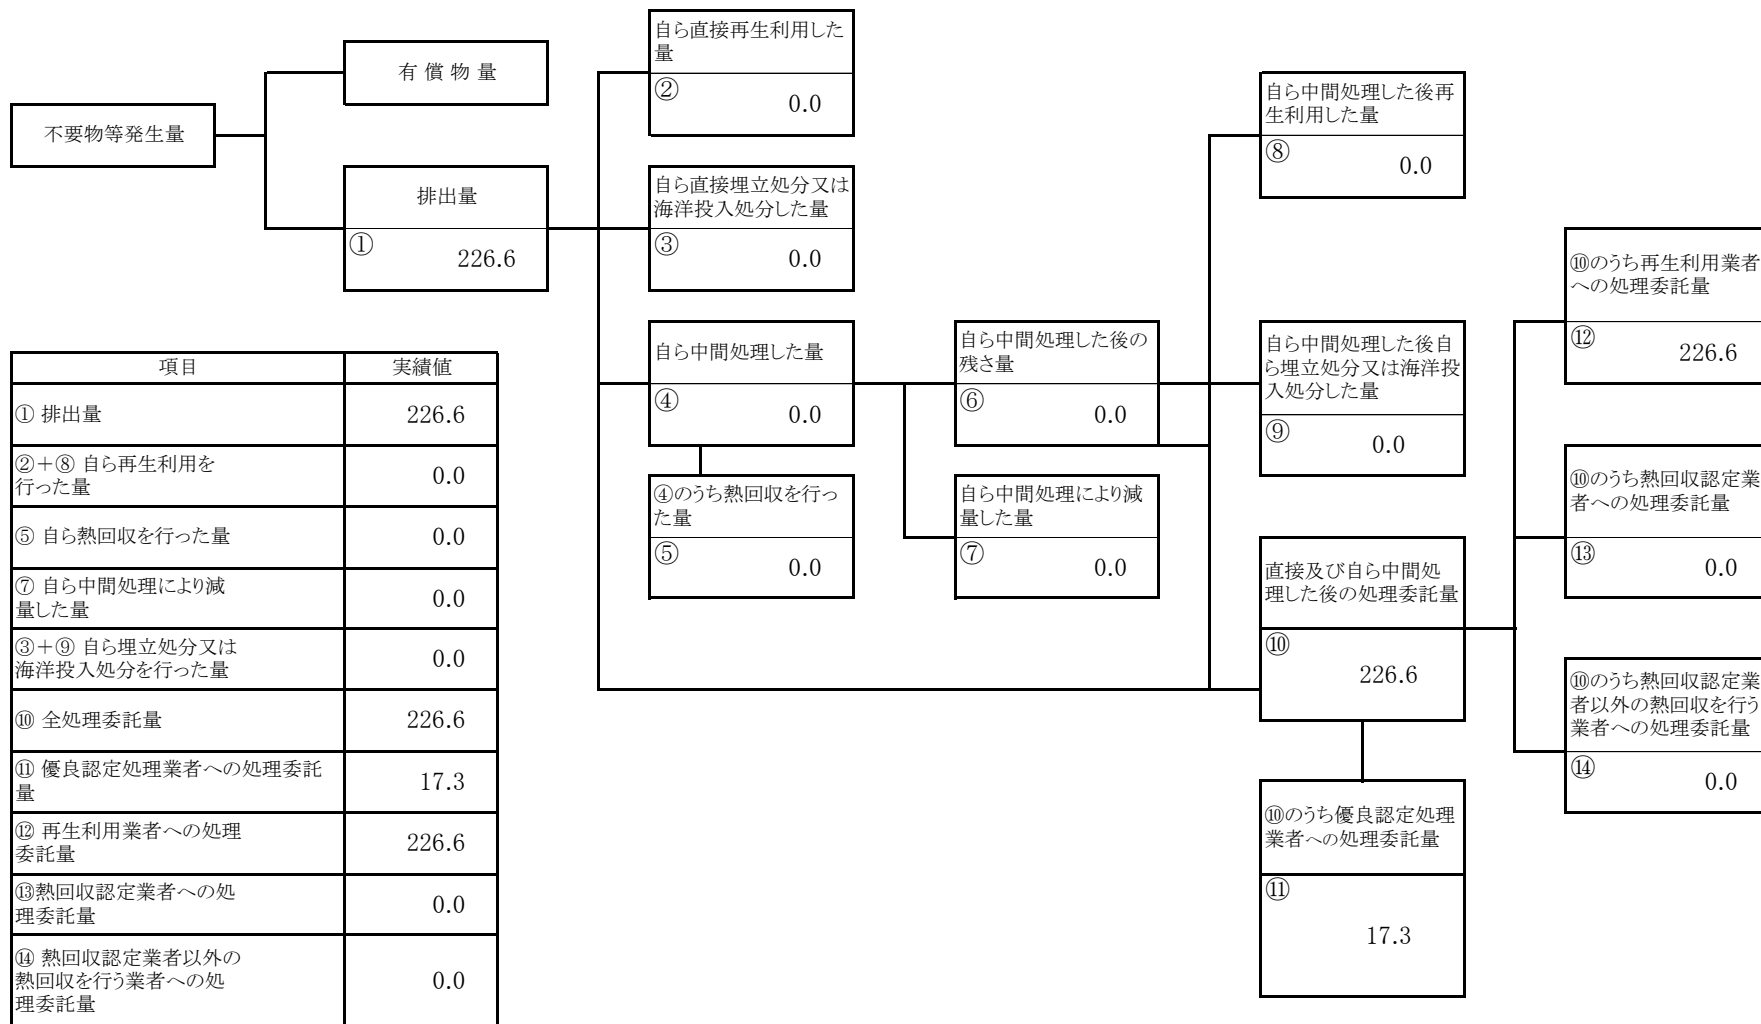 不要物等発生量
有 償 物 量
排出量
①
226.6
自ら直接再生利用した
量
②
0.0
自ら直接埋立処分又は
海洋投入処分した量
③
0.0
自ら中間処理した量
④
0.0
④のうち熱回収を行っ
た量
⑤
0.0
自ら中間処理した後の
残さ量
⑥
0.0
自ら中間処理により減
量した量
⑦
0.0
自ら中間処理した後再
生利用した量
⑧
0.0
自ら中間処理した後自
ら埋立処分又は海洋投
入処分した量
⑨
0.0
直接及び自ら中間処
理した後の処理委託量
⑩
226.6
⑩のうち優良認定処理
業者への処理委託量
⑪
17.3
⑩のうち再生利用業者
への処理委託量
⑫
226.6
⑩のうち熱回収認定業
者への処理委託量
⑬
0.0
⑩のうち熱回収認定業
者以外の熱回収を行う
業者への処理委託量
⑭
0.0
項目 実績値
① 排出量 226.6
②+⑧ 自ら再生利用を
行った量 0.0
⑤ 自ら熱回収を行った量 0.0
⑦ 自ら中間処理により減
量した量 0.0
③+⑨ 自ら埋立処分又は
海洋投入処分を行った量 0.0
⑩ 全処理委託量 226.6
⑪ 優良認定処理業者への処理委託
量 17.3
⑫ 再生利用業者への処理
委託量 226.6
⑬熱回収認定業者への処
理委託量 0.0
⑭ 熱回収認定業者以外の
熱回収を行う業者への処
理委託量 0.0